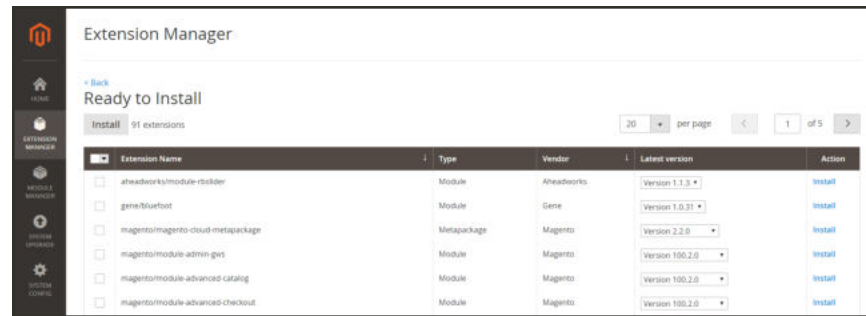 Extension Manager
HOME
EXTENSION
MANAGER
MODULE
MANAGER
SYSTEM
UPGRADE
SYSTEM
CONFIG
< Back
Ready to Install
Install 91 extensions 20 per page < 1 of 5 >
Extension Name ↓ Type Vendor ↓ Latest version Action
aheadworks/module-rbslider Module Aheadworks Version 1.1.3 Install
gene/bluefoot Module Gene Version 1.0.31 Install
magento/magento-cloud-metapackage Metapackage Magento Version 2.2.0 Install
magento/module-admin-gws Module Magento Version 100.2.0 Install
magento/module-advanced-catalog Module Magento Version 100.2.0 Install
magento/module-advanced-checkout Module Magento Version 100.2.0 Install